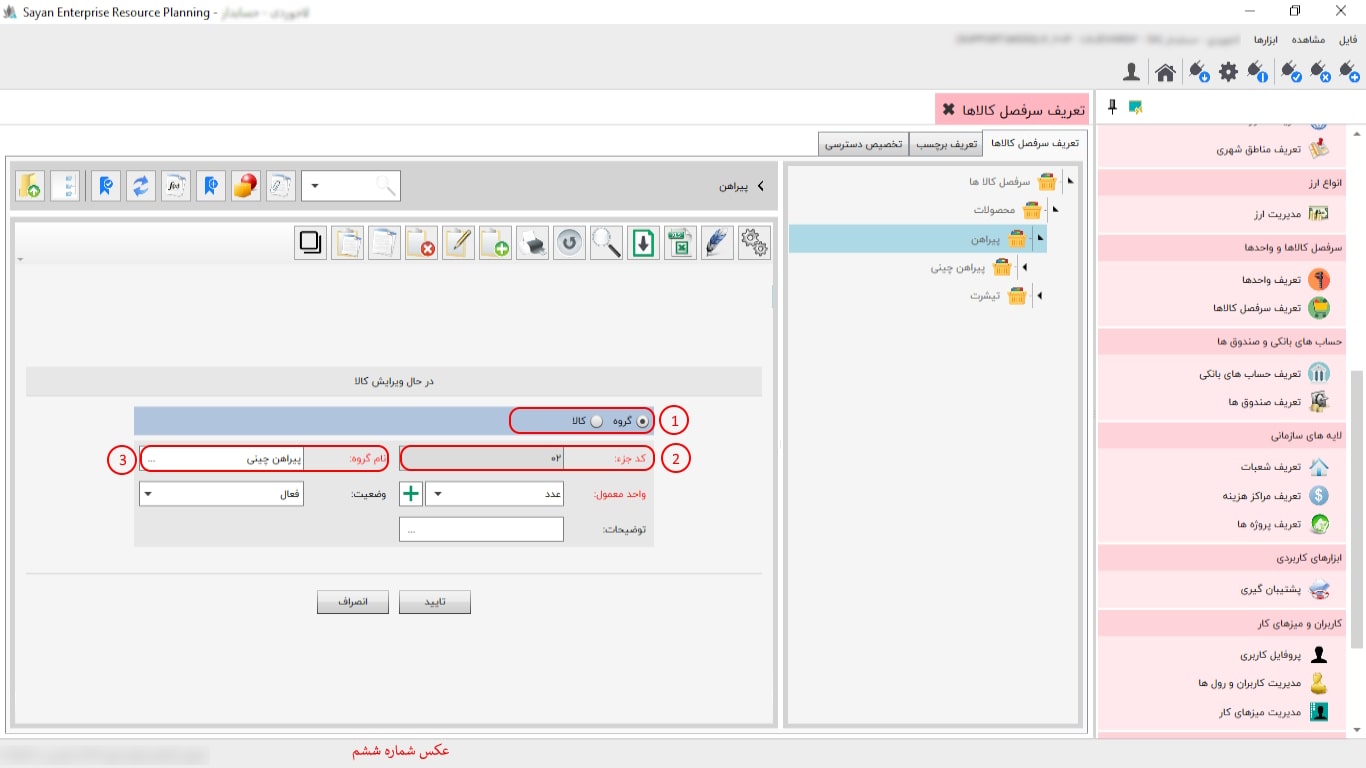 Sayan Enterprise Resource Planning -
فایل مشاهده ابزارها
تعریف سرفصل کالاها
تعریف سرفصل کالاها تعریف برچسب تخصیص دسترسی
تعریف مناطق شهری
انواع ارز
مدیریت ارز
سرفصل کالاها و واحدها
تعریف واحدها
تعریف سرفصل کالاها
حساب های بانکی و صندوق ها
تعریف حساب های بانکی
تعریف صندوق ها
لایه های سازمانی
تعریف شعبات
تعریف مراکز هزینه
تعریف پروژه ها
ابزارهای کاربردی
پشتیبان گیری
کاربران و میزهای کار
پروفایل کاربری
مدیریت کاربران و رول ها
مدیریت میزهای کار
سرفصل کالا ها
محصولات
پیراهن
پیراهن چینی
تیشرت
پیراهن
در حال ویرایش کالا
1 گروه کالا
2 کد جزء: ۰۲ نام گروه: پیراهن چینی ... 3
واحد معمول: عدد وضعیت: فعال
توضیحات: ...
تایید انصراف
عکس شماره ششم